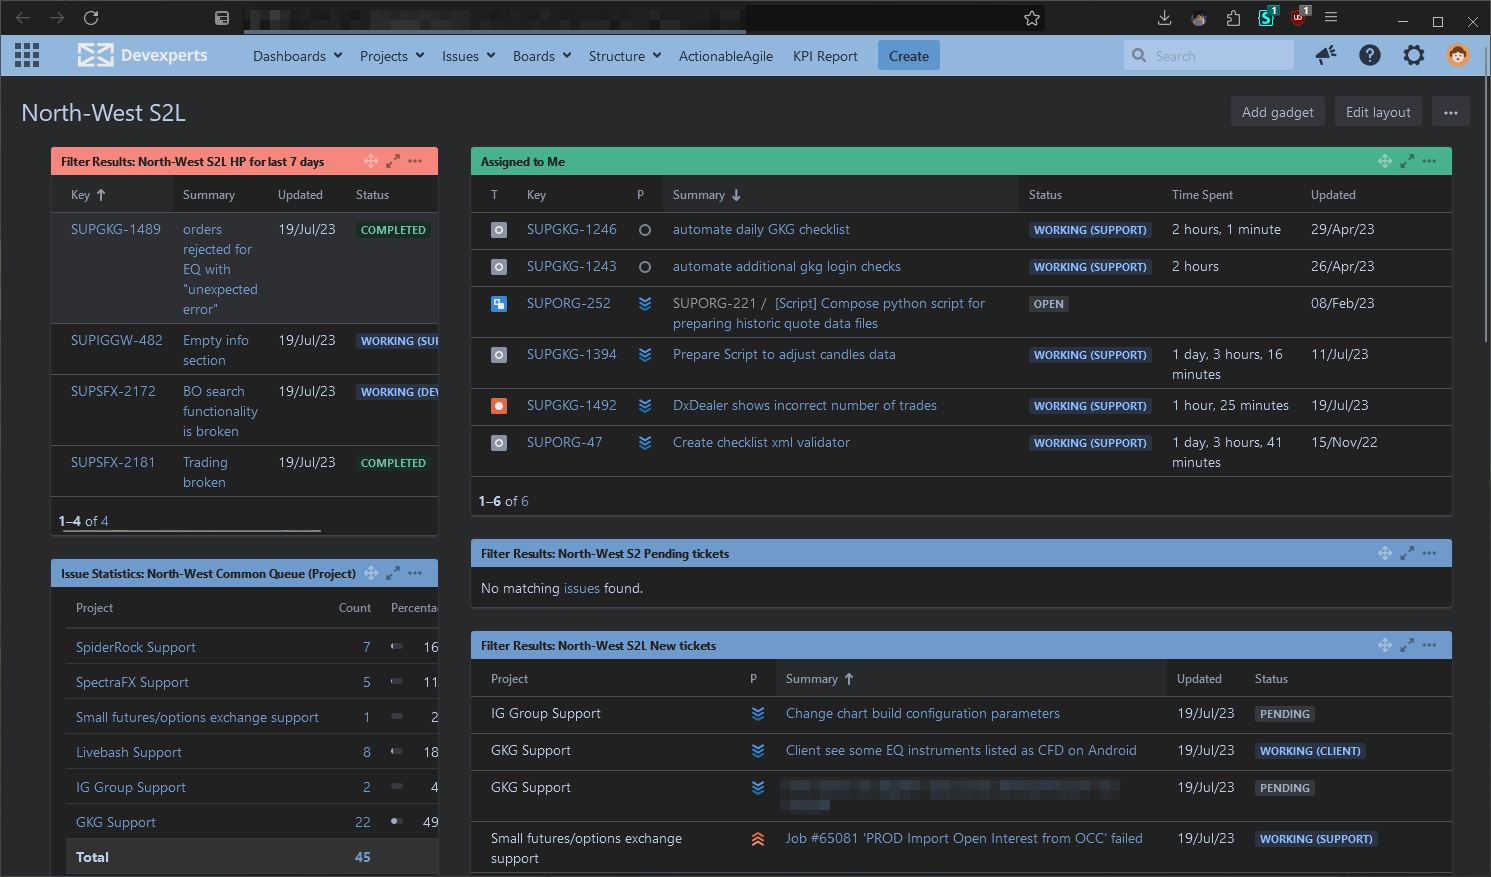 1
1
Devexperts
Dashboards
Projects
Issues
Boards
Structure
ActionableAgile
KPI Report
Create
Search
North-West S2L
Add gadget
Edit layout
Filter Results: North-West S2L HP for last 7 days
Key
Summary
Updated
Status
SUPGKG-1489
orders
rejected for
EQ with
"unexpected
error"
19/Jul/23
COMPLETED
SUPIGGW-482
Empty info
section
19/Jul/23
WORKING (SUP
SUPSFX-2172
BO search
functionality
is broken
19/Jul/23
WORKING (DEV
SUPSFX-2181
Trading
broken
19/Jul/23
COMPLETED
1–4 of 4
Issue Statistics: North-West Common Queue (Project)
Project
Count
Percenta
SpiderRock Support
7
16
SpectraFX Support
5
11
Small futures/options exchange support
1
2
Livebash Support
8
18
IG Group Support
2
4
GKG Support
22
49
Total
45
Assigned to Me
T
Key
P
Summary
Status
Time Spent
Updated
SUPGKG-1246
automate daily GKG checklist
WORKING (SUPPORT)
2 hours, 1 minute
29/Apr/23
SUPGKG-1243
automate additional gkg login checks
WORKING (SUPPORT)
2 hours
26/Apr/23
SUPORG-252
SUPORG-221 / [Script] Compose python script for
preparing historic quote data files
OPEN
08/Feb/23
SUPGKG-1394
Prepare Script to adjust candles data
WORKING (SUPPORT)
1 day, 3 hours, 16
minutes
11/Jul/23
SUPGKG-1492
DxDealer shows incorrect number of trades
WORKING (SUPPORT)
1 hour, 25 minutes
19/Jul/23
SUPORG-47
Create checklist xml validator
WORKING (SUPPORT)
1 day, 3 hours, 41
minutes
15/Nov/22
1–6 of 6
Filter Results: North-West S2 Pending tickets
No matching issues found.
Filter Results: North-West S2L New tickets
Project
P
Summary
Updated
Status
IG Group Support
Change chart build configuration parameters
19/Jul/23
PENDING
GKG Support
Client see some EQ instruments listed as CFD on Android
19/Jul/23
WORKING (CLIENT)
GKG Support
19/Jul/23
PENDING
Small futures/options exchange
support
Job #65081 'PROD Import Open Interest from OCC' failed
19/Jul/23
WORKING (SUPPORT)